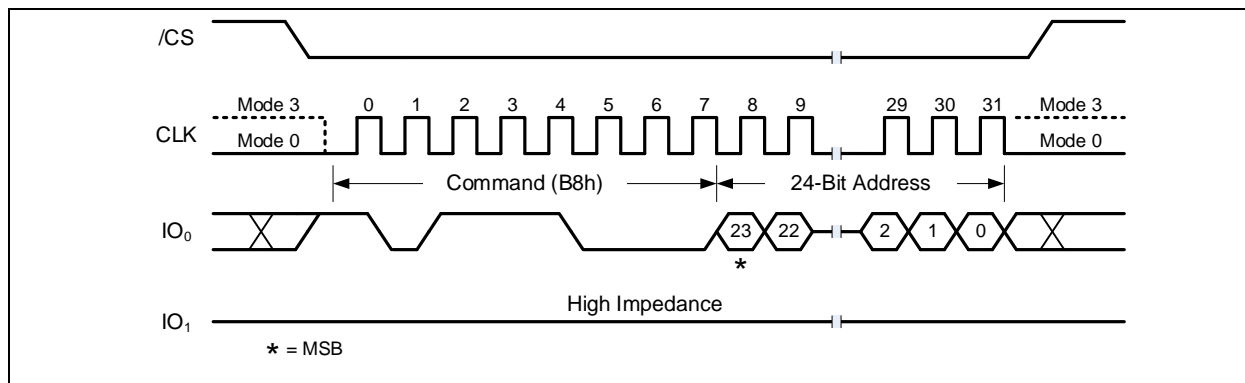 /CS
Mode 3 0 1 2 3 4 5 6 7 8 9 29 30 31 Mode 3
CLK
Mode 0 Mode 0
Command (B8h) 24-Bit Address
IO₀ 23 22 2 1 0
*
High Impedance
IO₁
* = MSB